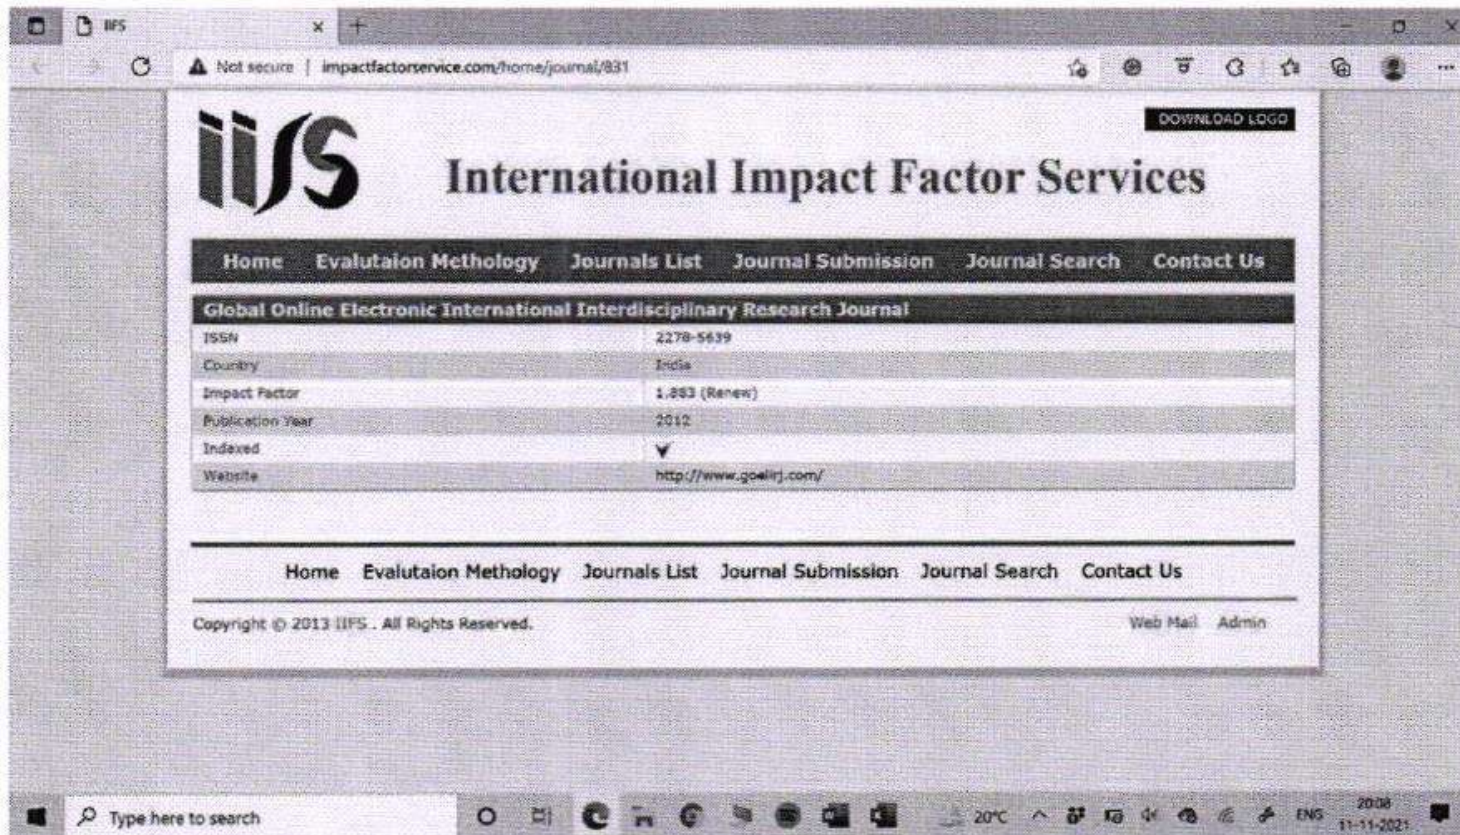 IIFS
Not secure | impactfactorservice.com/home/journal/831
DOWNLOAD LOGO
iifs
International Impact Factor Services
Home Evalutaion Methology Journals List Journal Submission Journal Search Contact Us
Global Online Electronic International Interdisciplinary Research Journal
ISSN 2278-5639
Country India
Impact Factor 1.883 (Renew)
Publication Year 2012
Indexed
Website http://www.goeiirj.com/
Home Evalutaion Methology Journals List Journal Submission Journal Search Contact Us
Copyright © 2013 IIFS . All Rights Reserved. Web Mail Admin
Type here to search 20°C ENG 20:08
11-11-2021